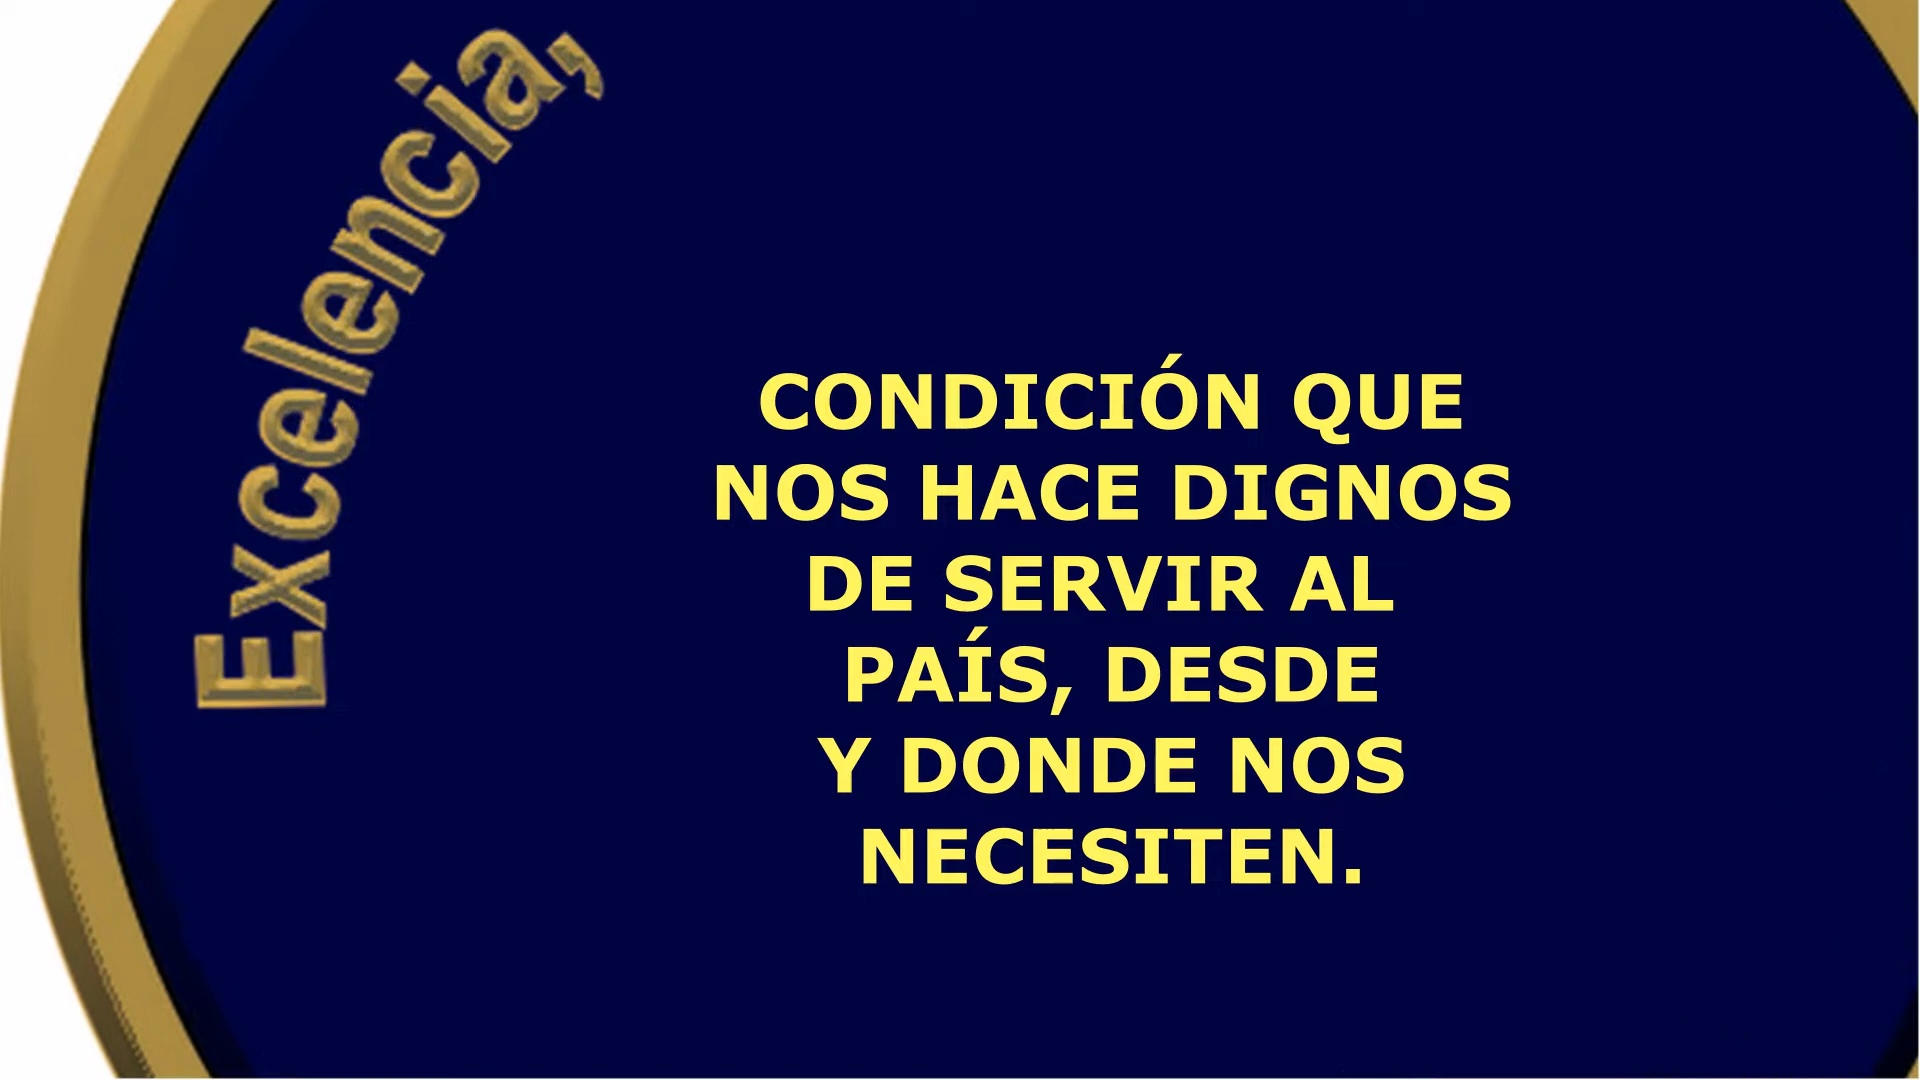 Excelencia,
CONDICIÓN QUE
NOS HACE DIGNOS
DE SERVIR AL
PAÍS, DESDE
Y DONDE NOS
NECESITEN.